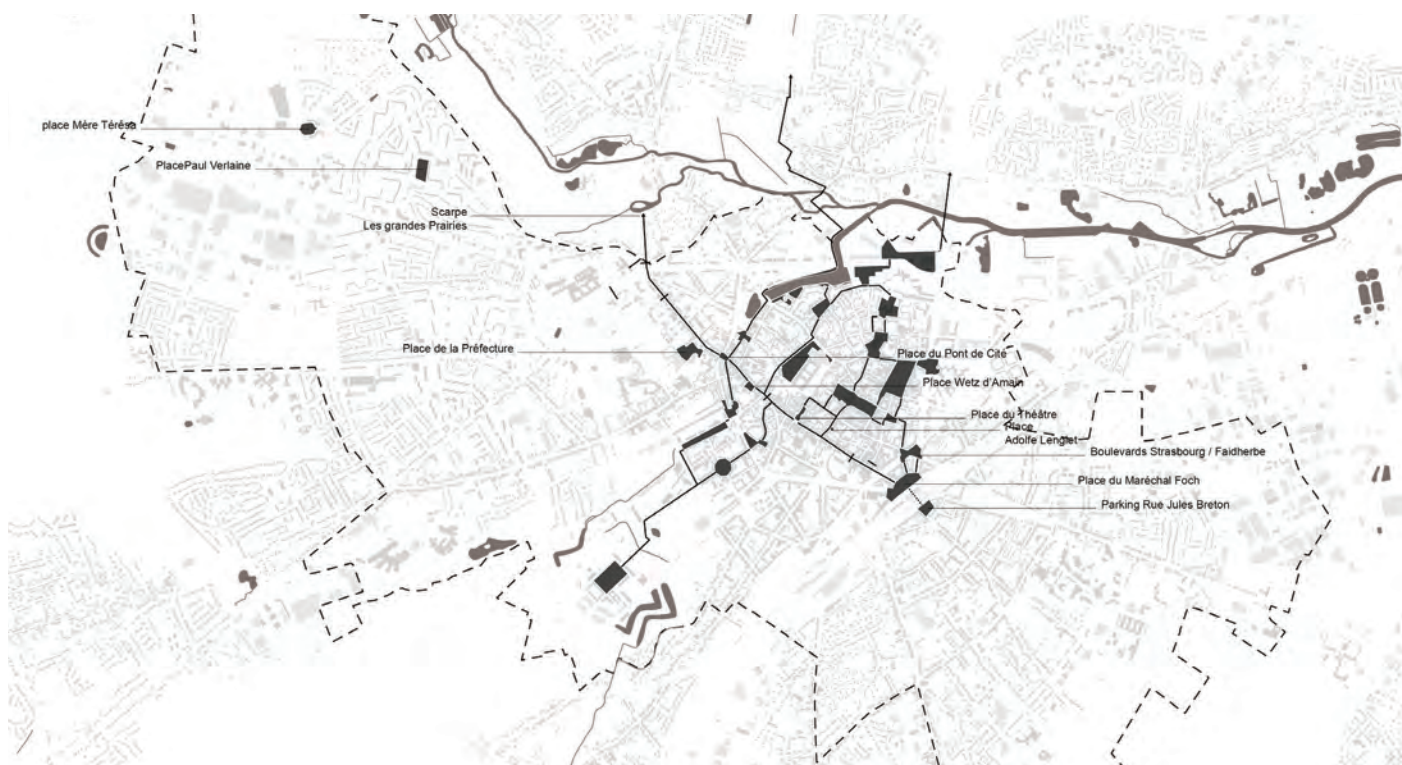 place Mère Térèsa
PlacePaul Verlaine
Scarpe
Les grandes Prairies
Place de la Préfecture
Place du Pont de Cité
Place Wetz d'Amain
Place du Théâtre
Place
Adolfe Lenglet
Boulevards Strasbourg / Faidherbe
Place du Maréchal Foch
Parking Rue Jules Breton